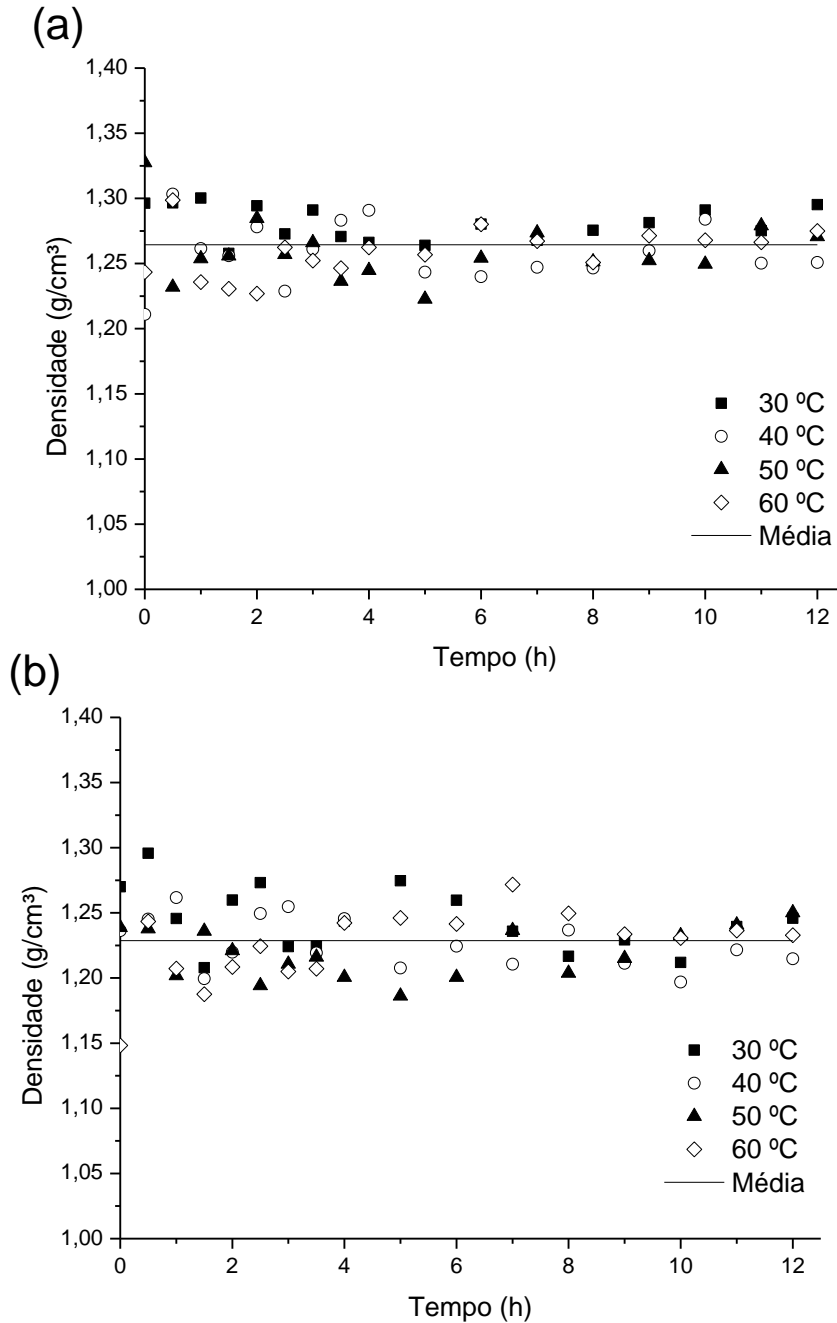 (a)
1,40
1,35
1,30
1,25
1,20
1,15
1,10
1,05
1,00
Densidade (g/cm³)
30 ºC
40 ºC
50 ºC
60 ºC
Média
0 2 4 6 8 10 12
Tempo (h)
(b)
1,40
1,35
1,30
1,25
1,20
1,15
1,10
1,05
1,00
Densidade (g/cm³)
30 ºC
40 ºC
50 ºC
60 ºC
Média
0 2 4 6 8 10 12
Tempo (h)